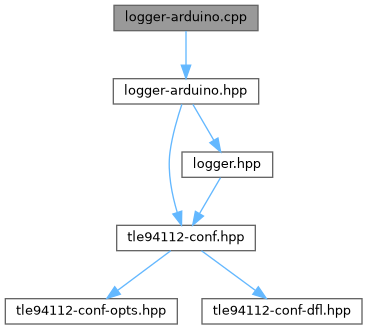 logger-arduino.cpp
logger-arduino.hpp
logger.hpp
tle94112-conf.hpp
tle94112-conf-opts.hpp
tle94112-conf-dfl.hpp